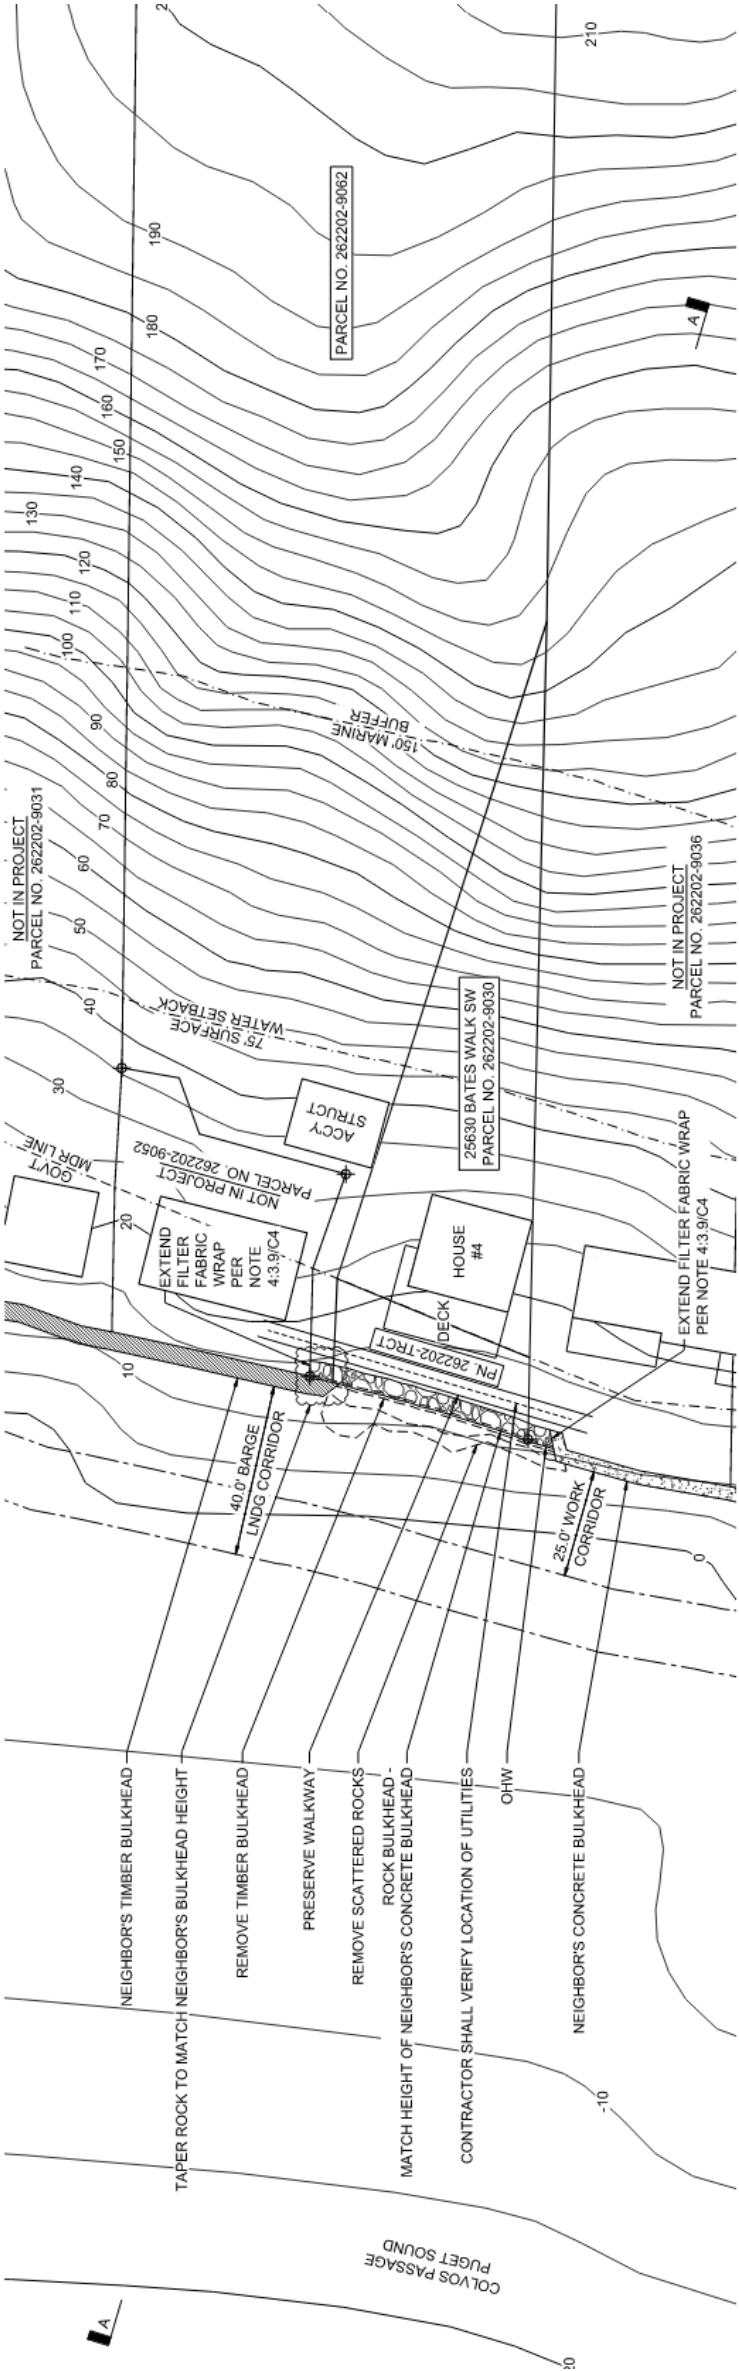 210
2
PARCEL NO. 262202-9062
190
180
A
170
160
150
140
130
120
110
100
150' MARINE
BUFFER
90
80
70
NOT IN PROJECT
PARCEL NO. 262202-9031
60
50
NOT IN PROJECT
PARCEL NO. 262202-9036
40
75' SURFACE
WATER SETBACK
25630 BATES WALK SW
PARCEL NO. 262202-9030
30
ACC'Y
STRUCT
GOV'T
MDR LINE
NOT IN PROJECT
PARCEL NO. 262202-9052
20
EXTEND
FILTER
FABRIC
WRAP
PER
NOTE
4:3.9/C4
HOUSE
#4
DECK
EXTEND FILTER FABRIC WRAP
PER NOTE 4:3.9/C4
PN. 262202-TRCT
10
40.0' BARGE
LNDG CORRIDOR
25.0' WORK
CORRIDOR
0
NEIGHBOR'S TIMBER BULKHEAD
TAPER ROCK TO MATCH NEIGHBOR'S BULKHEAD HEIGHT
REMOVE TIMBER BULKHEAD
PRESERVE WALKWAY
REMOVE SCATTERED ROCKS
ROCK BULKHEAD -
MATCH HEIGHT OF NEIGHBOR'S CONCRETE BULKHEAD
CONTRACTOR SHALL VERIFY LOCATION OF UTILITIES
OHW
NEIGHBOR'S CONCRETE BULKHEAD
-10
COLVOS PASSAGE
PUGET SOUND
A
20